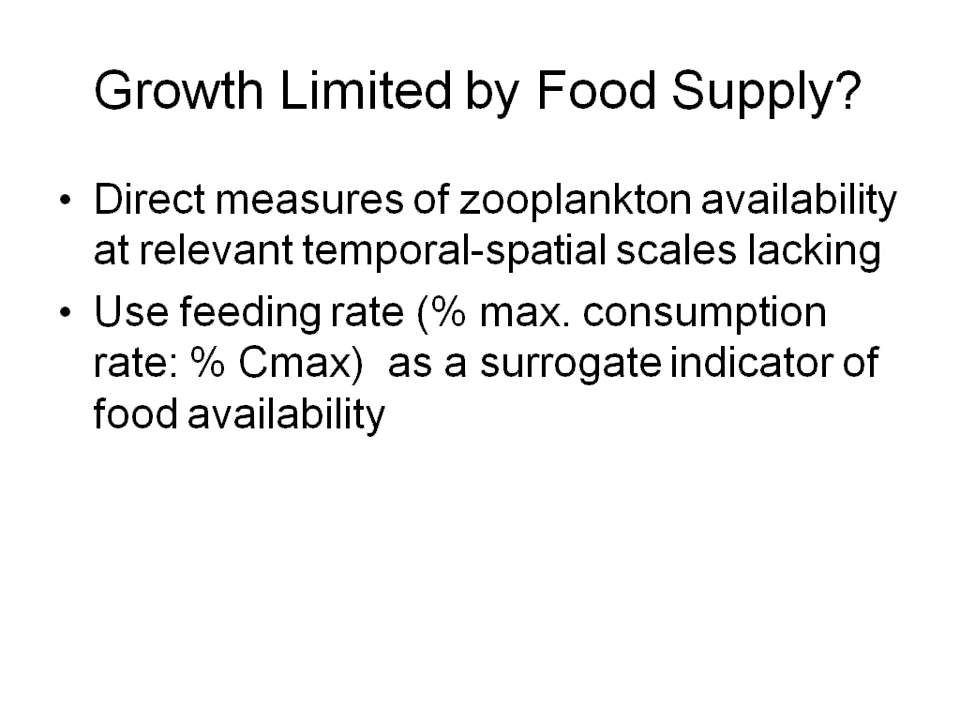 Growth Limited by Food Supply?
• Direct measures of zooplankton availability
at relevant temporal-spatial scales lacking
• Use feeding rate (% max. consumption
rate: % Cmax)  as a surrogate indicator of
food availability